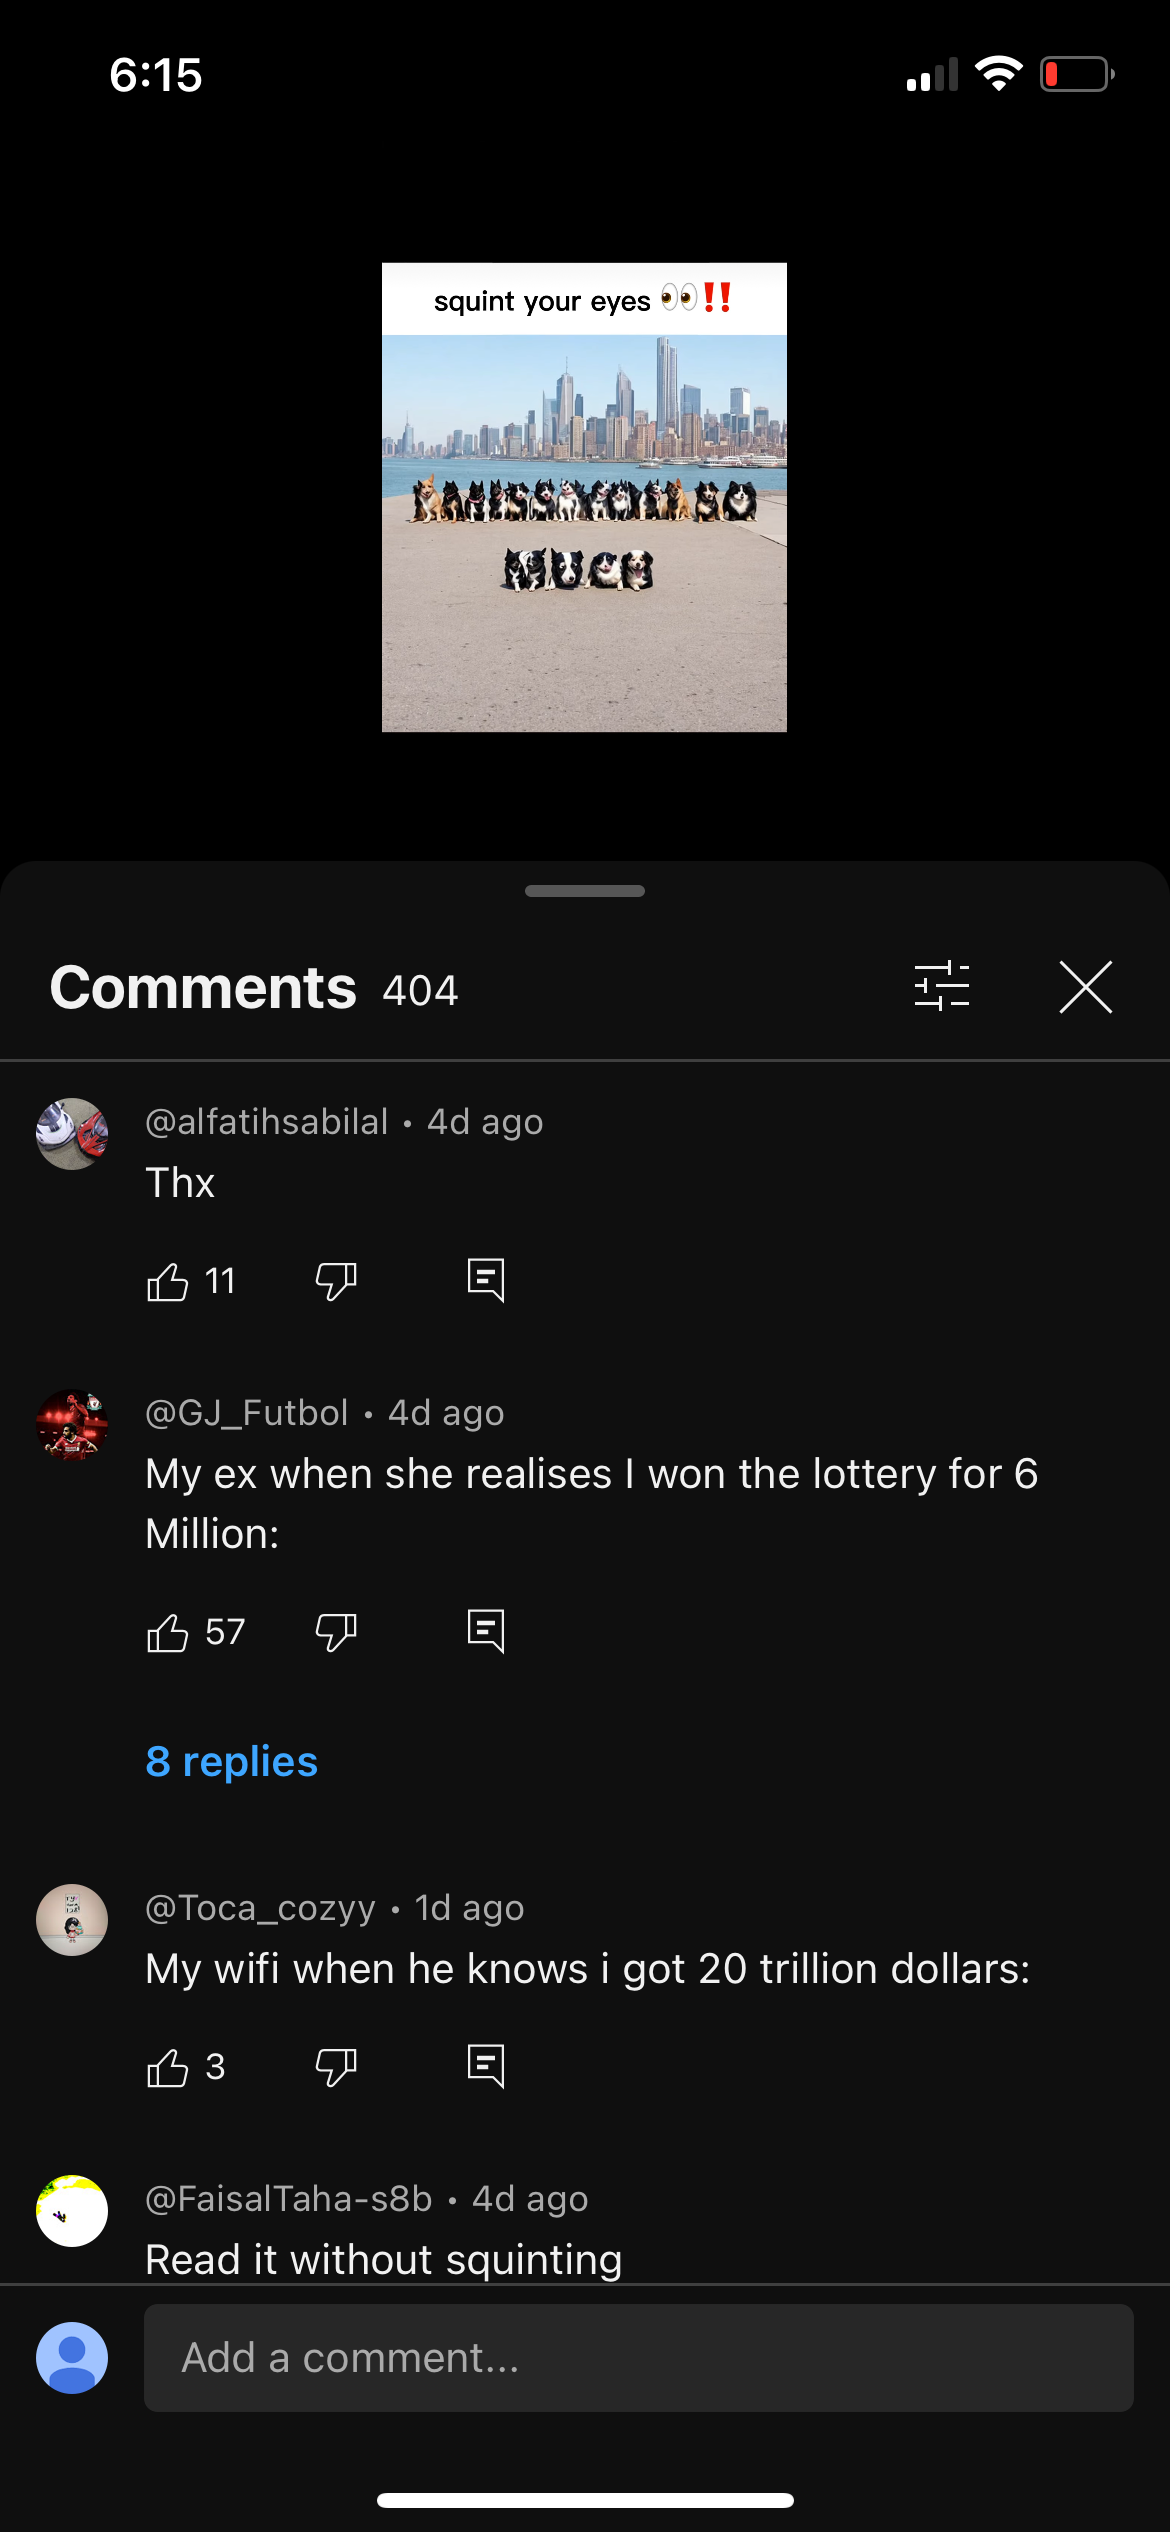 6:15
squint your eyes 👀‼️
Comments 404
@alfatihsabilal • 4d ago
Thx
11
@GJ_Futbol • 4d ago
My ex when she realises I won the lottery for 6
Million:
57
8 replies
@Toca_cozyy • 1d ago
My wifi when he knows i got 20 trillion dollars:
3
@FaisalTaha-s8b • 4d ago
Read it without squinting
Add a comment...